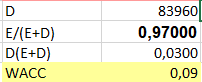 D 83960
E/(E+D) 0,97000
D(E+D) 0,0300
WACC 0,09